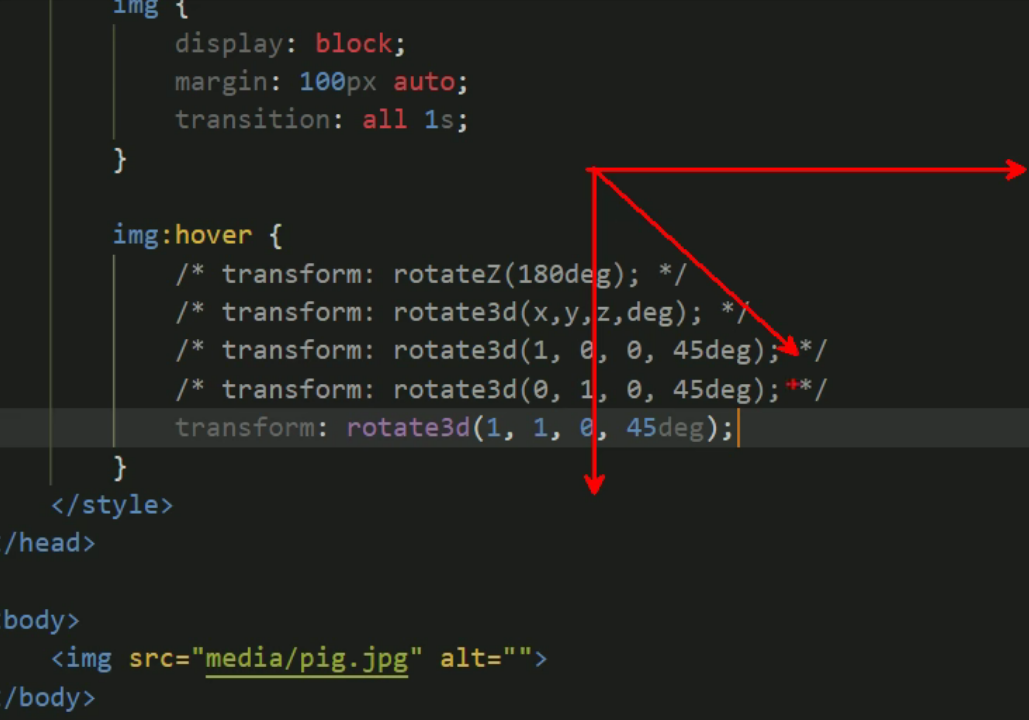 img {
display: block;
margin: 100px auto;
transition: all 1s;
}
img:hover {
/* transform: rotateZ(180deg); */
/* transform: rotate3d(x,y,z,deg); */
/* transform: rotate3d(1, 0, 0, 45deg); */
/* transform: rotate3d(0, 1, 0, 45deg); */
transform: rotate3d(1, 1, 0, 45deg);
}
</style>
/head>
body>
<img src="media/pig.jpg" alt="">
/body>